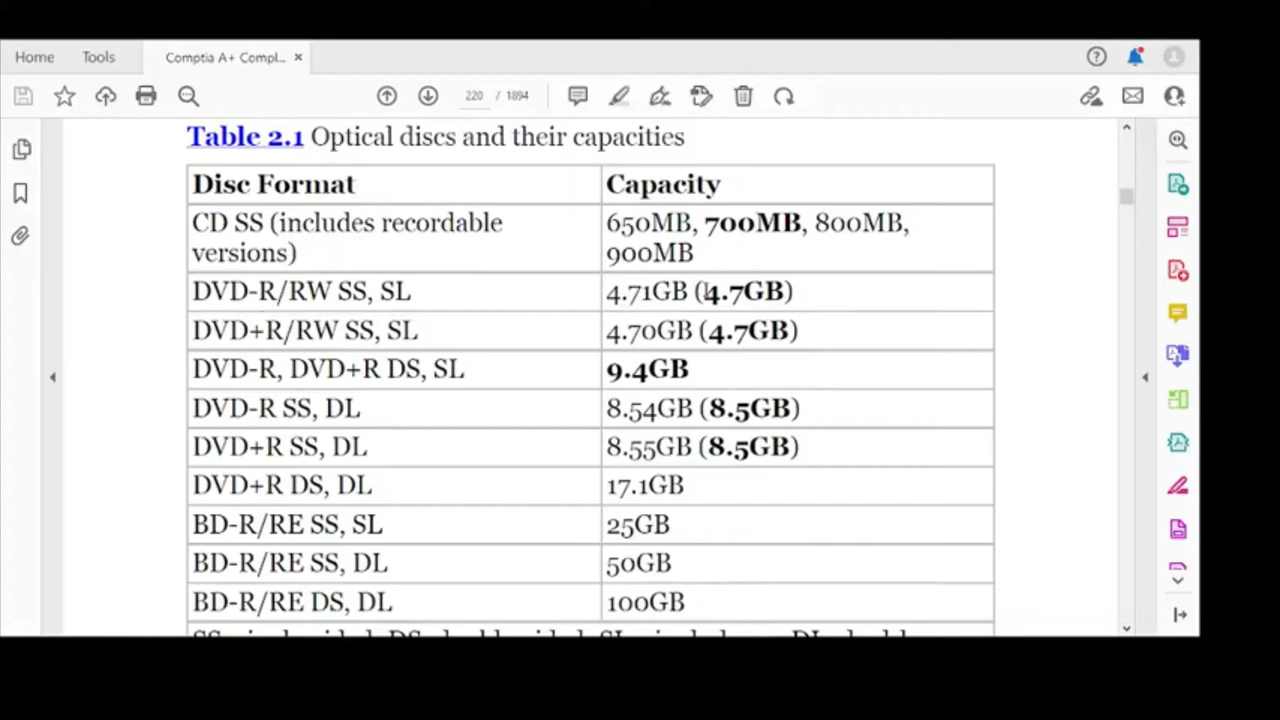 Home Tools Comptia A+ Compl...
220 / 1894
Table 2.1 Optical discs and their capacities
Disc Format Capacity
CD SS (includes recordable versions) 650MB, 700MB, 800MB, 900MB
DVD-R/RW SS, SL 4.71GB (4.7GB)
DVD+R/RW SS, SL 4.70GB (4.7GB)
DVD-R, DVD+R DS, SL 9.4GB
DVD-R SS, DL 8.54GB (8.5GB)
DVD+R SS, DL 8.55GB (8.5GB)
DVD+R DS, DL 17.1GB
BD-R/RE SS, SL 25GB
BD-R/RE SS, DL 50GB
BD-R/RE DS, DL 100GB